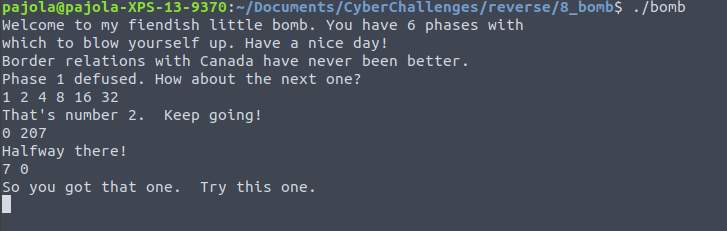 pajola@pajola-XPS-13-9370:~/Documents/CyberChallenges/reverse/8_bomb$ ./bomb
Welcome to my fiendish little bomb. You have 6 phases with
which to blow yourself up. Have a nice day!
Border relations with Canada have never been better.
Phase 1 defused. How about the next one?
1 2 4 8 16 32
That's number 2.  Keep going!
0 207
Halfway there!
7 0
So you got that one.  Try this one.